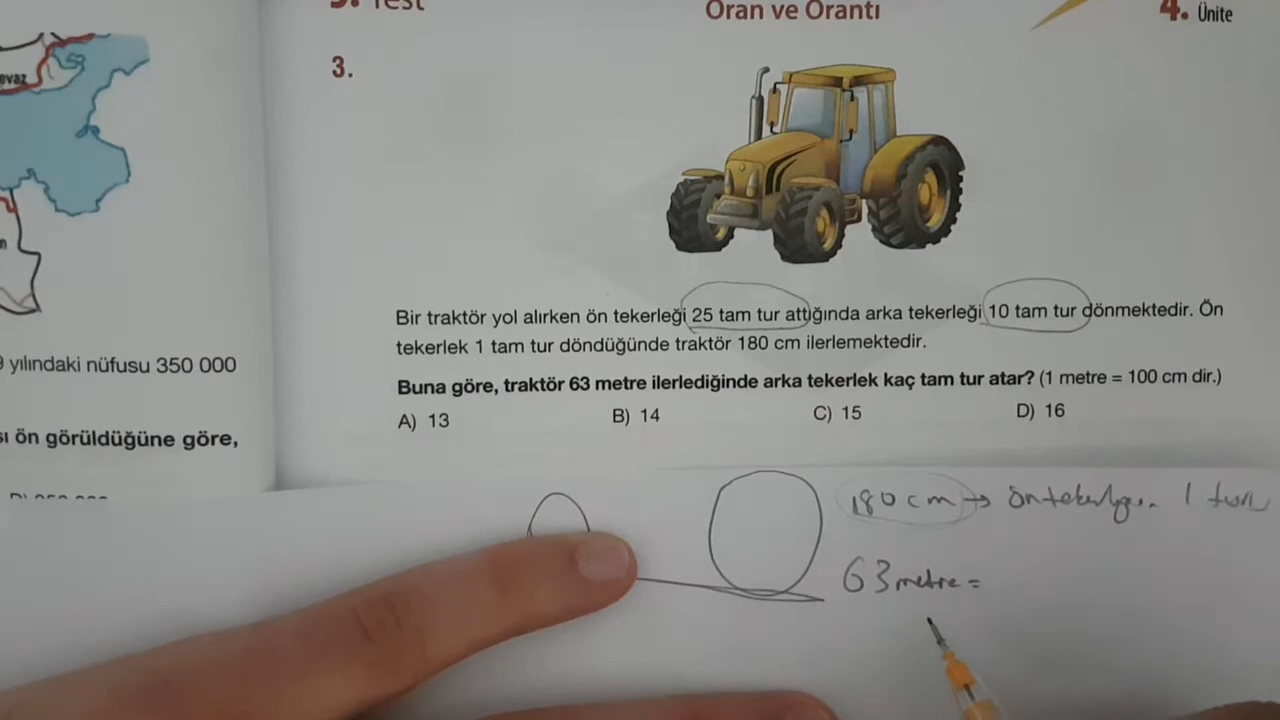 Test
Oran ve Orantı
4. Ünite
evaz
3.
Bir traktör yol alırken ön tekerleği 25 tam tur attığında arka tekerleği 10 tam tur dönmektedir. Ön
tekerlek 1 tam tur döndüğünde traktör 180 cm ilerlemektedir.
Buna göre, traktör 63 metre ilerlediğinde arka tekerlek kaç tam tur atar? (1 metre = 100 cm dir.)
A) 13
B) 14
C) 15
D) 16
yılındaki nüfusu 350 000
ön görüldüğüne göre,
180 cm → 1 tur
63 metre =